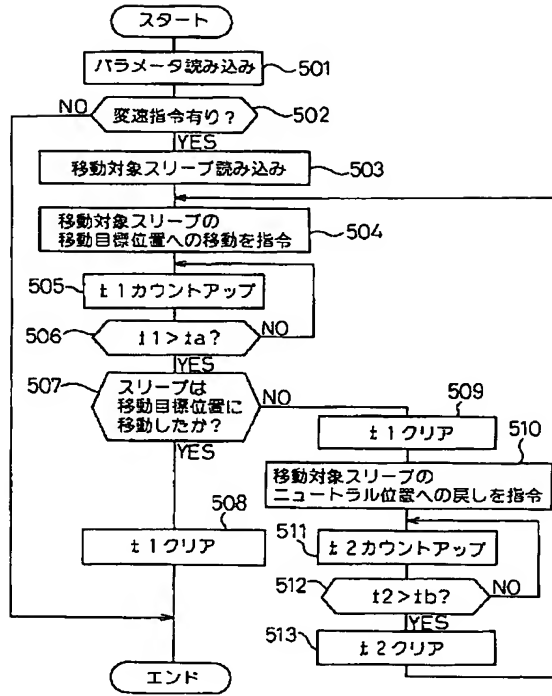 スタート
パラメータ読み込み
501
NO
変速指令有り?
502
YES
移動対象スリーブ読み込み
503
移動対象スリーブの
移動目標位置への移動を指令
504
505
t1カウントアップ
506
t1>ta?
NO
YES
507
スリーブは
移動目標位置に
移動したか?
NO
YES
509
t1クリア
510
移動対象スリーブの
ニュートラル位置への戻しを指令
508
t1クリア
511
t2カウントアップ
512
t2>tb?
NO
YES
513
t2クリア
エンド